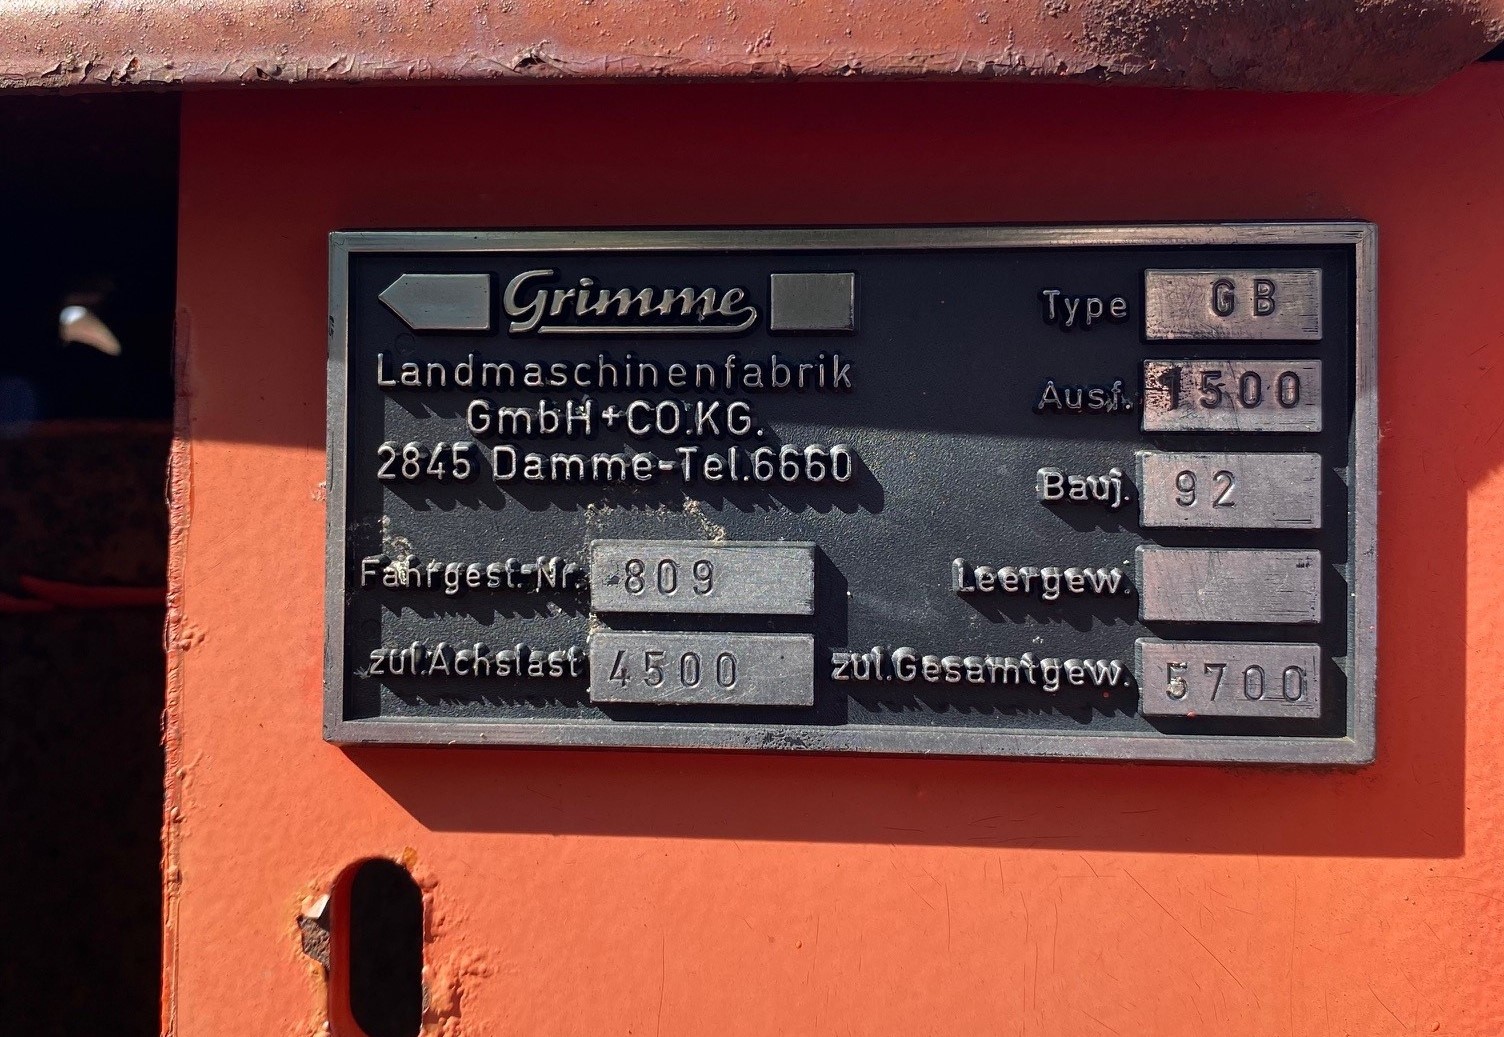 Grimme
Landmaschinenfabrik
GmbH+CO.KG.
2845 Damme-Tel.6660
Type GB
Ausf. 1500
Bauj. 92
Fahrgest.-Nr. 809
Leergew.
zul.Achslast 4500
zul.Gesamtgew. 5700